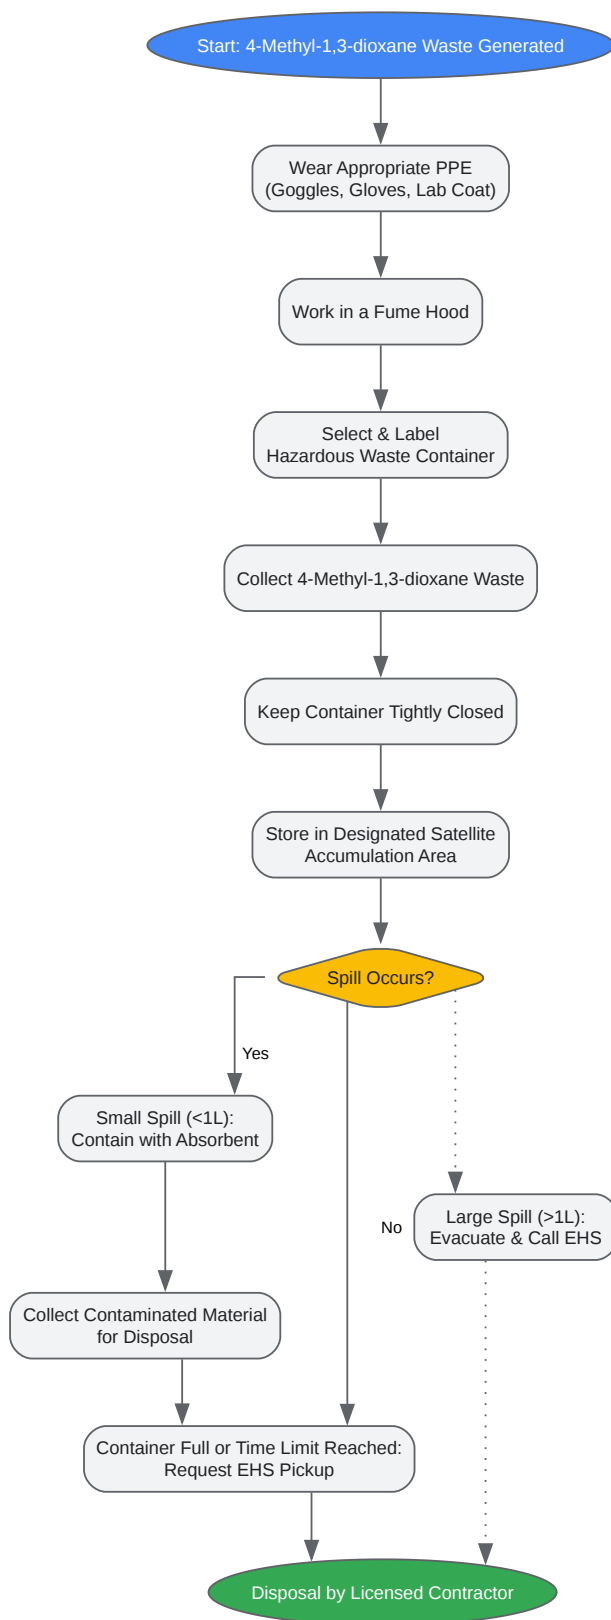 Start: 4-Methyl-1,3-dioxane Waste Generated
Wear Appropriate PPE
(Goggles, Gloves, Lab Coat)
Work in a Fume Hood
Select & Label
Hazardous Waste Container
Collect 4-Methyl-1,3-dioxane Waste
Keep Container Tightly Closed
Store in Designated Satellite
Accumulation Area
Spill Occurs?
Yes
Small Spill (<1L):
Contain with Absorbent
No
Large Spill (>1L):
Evacuate & Call EHS
Collect Contaminated Material
for Disposal
Container Full or Time Limit Reached:
Request EHS Pickup
Disposal by Licensed Contractor